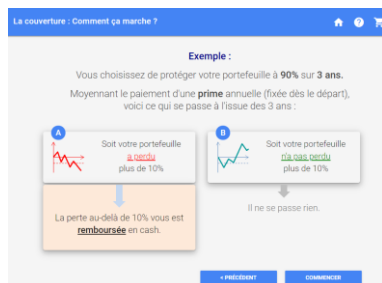 La couverture : Comment ça marche ?
Exemple :
Vous choisissez de protéger votre portefeuille à 90% sur 3 ans.
Moyennant le paiement d'une prime annuelle (fixée dès le départ),
voici ce qui se passe à l'issue des 3 ans :
A
Soit votre portefeuille
a perdu
plus de 10%
La perte au-delà de 10% vous est
remboursée en cash.
B
Soit votre portefeuille
n'a pas perdu
plus de 10%
Il ne se passe rien.
< PRÉCÉDENT
COMMENCER